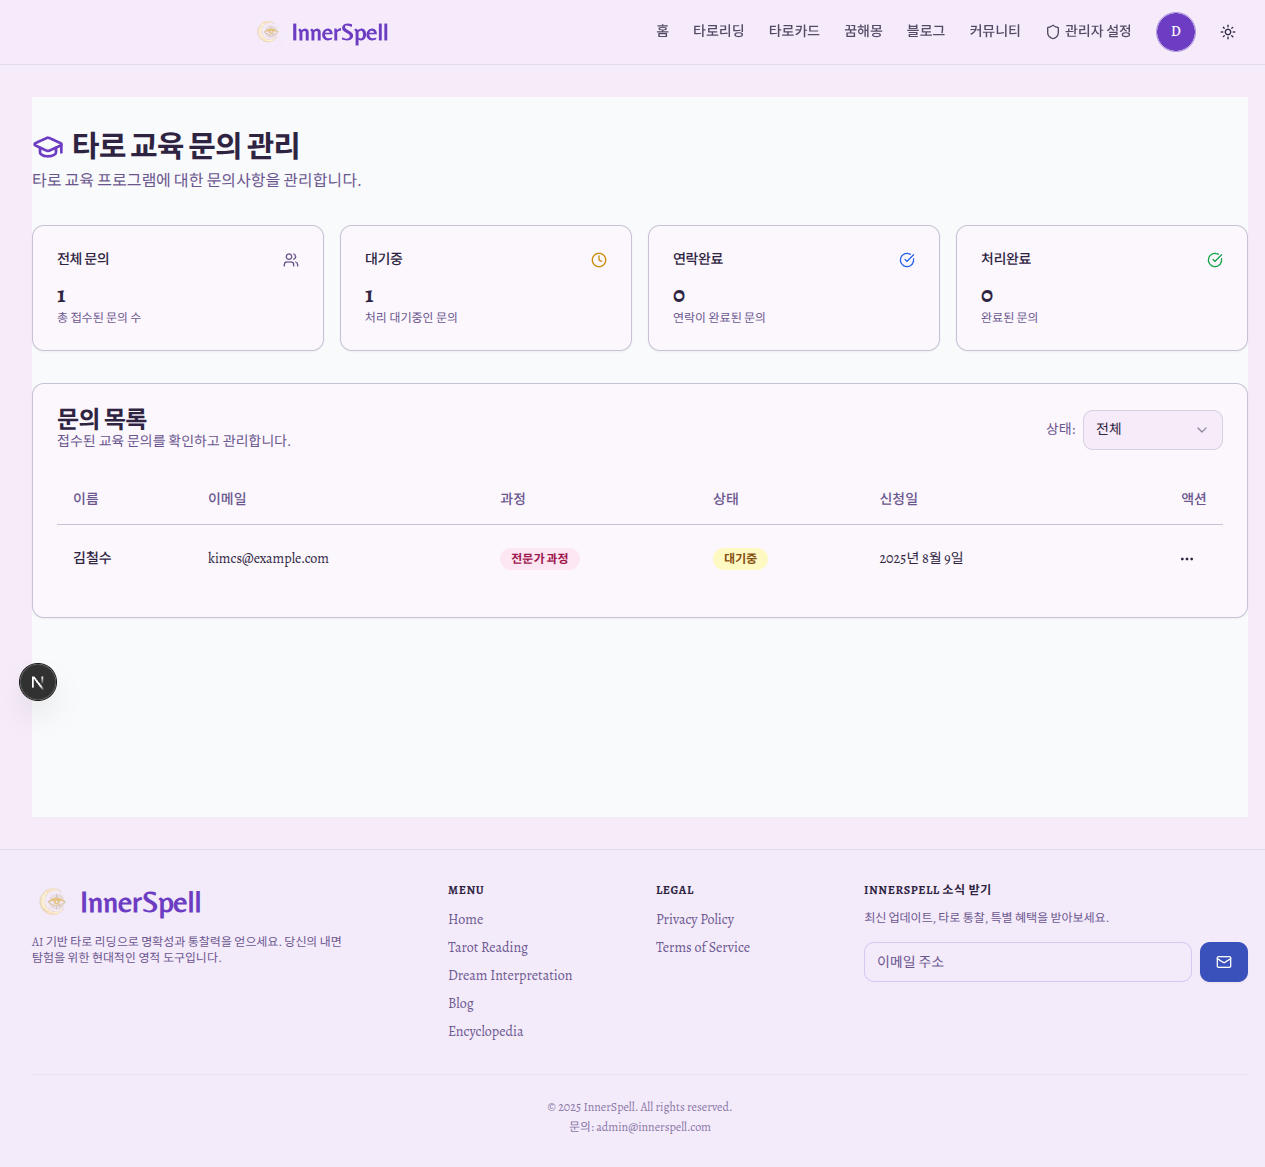 InnerSpell
홈 타로리딩 타로카드 꿈해몽 블로그 커뮤니티 관리자 설정 D
타로 교육 문의 관리
타로 교육 프로그램에 대한 문의사항을 관리합니다.
전체 문의
1
총 접수된 문의 수
대기중
1
처리 대기중인 문의
연락완료
0
연락이 완료된 문의
처리완료
0
완료된 문의
문의 목록
접수된 교육 문의를 확인하고 관리합니다.
상태: 전체
이름 이메일 과정 상태 신청일 액션
김철수 kimcs@example.com 전문가 과정 대기중 2025년 8월 9일 ···
N
InnerSpell
AI 기반 타로 리딩으로 명확성과 통찰력을 얻으세요. 당신의 내면
탐험을 위한 현대적인 영적 도구입니다.
MENU
Home
Tarot Reading
Dream Interpretation
Blog
Encyclopedia
LEGAL
Privacy Policy
Terms of Service
INNERSPELL 소식 받기
최신 업데이트, 타로 통찰, 특별 혜택을 받아보세요.
이메일 주소
© 2025 InnerSpell. All rights reserved.
문의: admin@innerspell.com